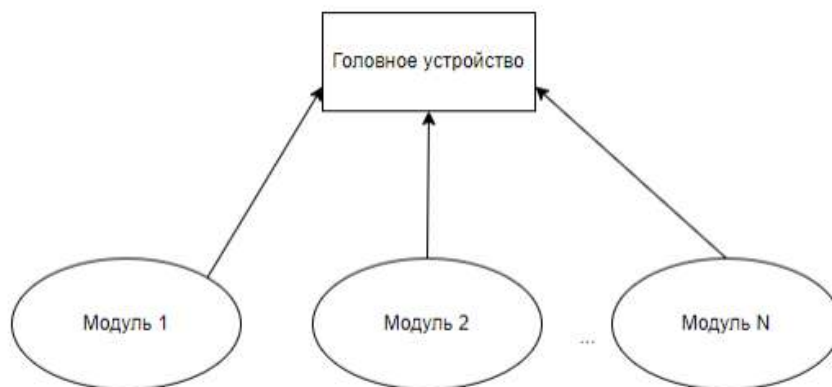 Головное устройство
Модуль 1
Модуль 2
...
Модуль N